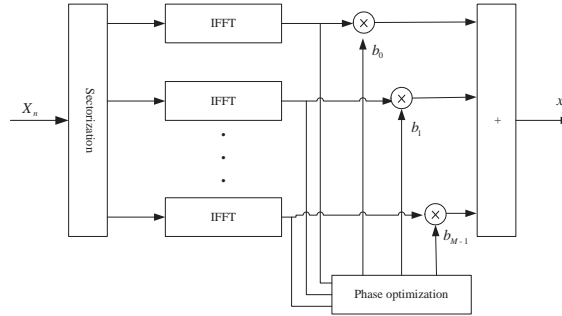 IFFT
b_0
X_n
Sectorization
IFFT
b_1
+
x
IFFT
b_{M-1}
Phase optimization